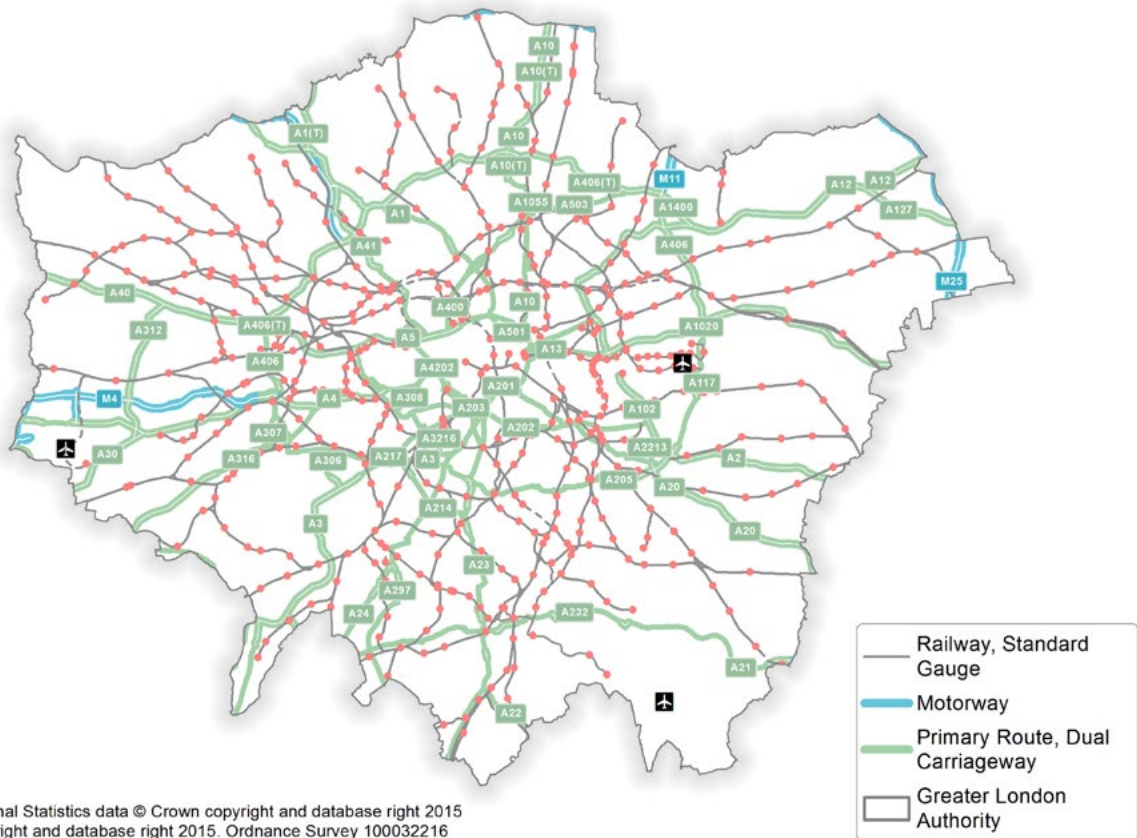 A10
A10(T)
A1(T)
A10
A10(T)
A406(T)
M11
A12
A12
A1055
A503
A1400
A127
A1
A41
A406
M25
A40
A400
A10
A312
A406(T)
A501
A1020
A5
A13
A406
A4202
A117
A201
M4
A4
A308
A203
A102
A202
A307
A3216
A2213
A30
A316
A306
A217
A3
A2
A205
A20
A214
A3
A20
A23
A297
A24
A232
A21
A22
Railway, Standard
Gauge
Motorway
Primary Route, Dual
Carriageway
Greater London
Authority
nal Statistics data © Crown copyright and database right 2015
right and database right 2015. Ordnance Survey 100032216